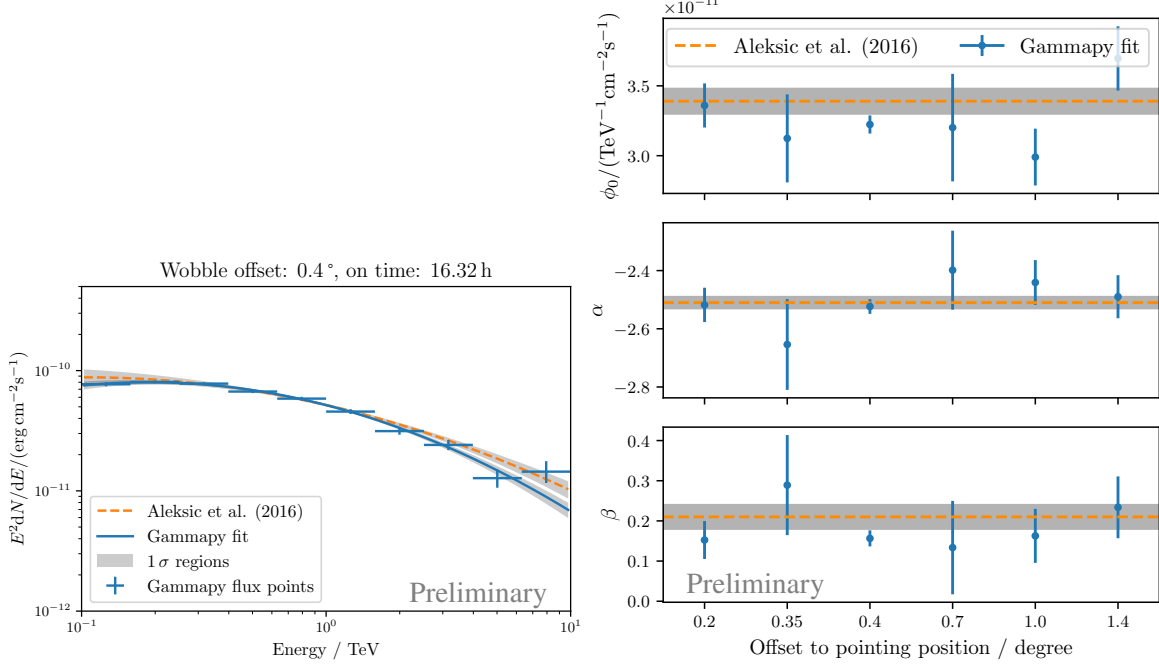 Wobble offset: 0.4°, on time: 16.32 h
E²dN/dE/(erg cm⁻²s⁻¹)
10⁻¹⁰
10⁻¹¹
10⁻¹²
Aleksic et al. (2016)
Gammapy fit
1 σ regions
Gammapy flux points
Preliminary
10⁻¹ 10⁰ 10¹
Energy / TeV
Aleksic et al. (2016) Gammapy fit
ϕ₀/(TeV⁻¹cm⁻²s⁻¹)
3.5
3.0
α
−2.4
−2.6
−2.8
β
0.4
0.3
0.2
0.1
0.0
Preliminary
0.2 0.35 0.4 0.7 1.0 1.4
Offset to pointing position / degree